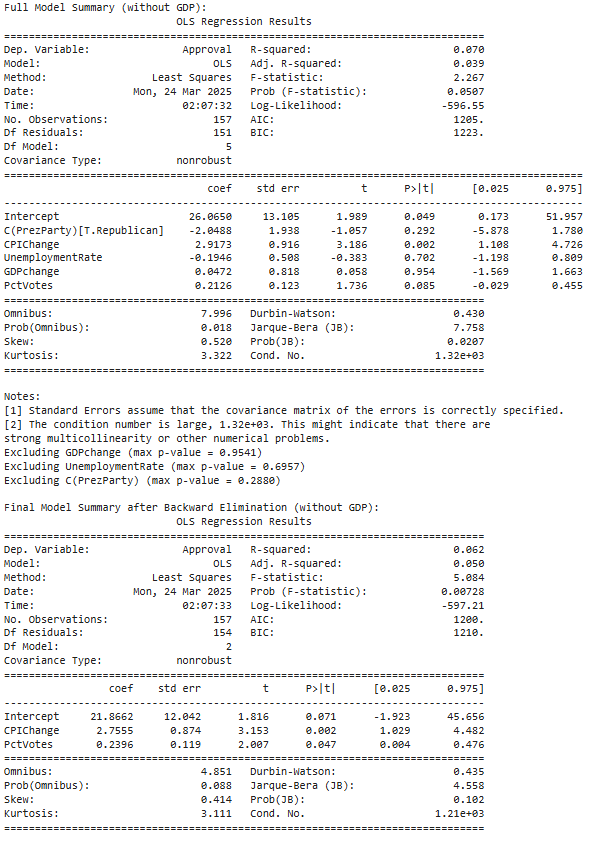 Full Model Summary (without GDP):
OLS Regression Results
==============================================================================
Dep. Variable: Approval R-squared: 0.070
Model: OLS Adj. R-squared: 0.039
Method: Least Squares F-statistic: 2.267
Date: Mon, 24 Mar 2025 Prob (F-statistic): 0.0507
Time: 02:07:32 Log-Likelihood: -596.55
No. Observations: 157 AIC: 1205.
Df Residuals: 151 BIC: 1223.
Df Model: 5
Covariance Type: nonrobust
==============================================================================================
coef std err t P>|t| [0.025 0.975]
----------------------------------------------------------------------------------------------
Intercept 26.0650 13.105 1.989 0.049 0.173 51.957
C(PrezParty)[T.Republican] -2.0488 1.938 -1.057 0.292 -5.878 1.780
CPIChange 2.9173 0.916 3.186 0.002 1.108 4.726
UnemploymentRate -0.1946 0.508 -0.383 0.702 -1.198 0.809
GDPchange 0.0472 0.818 0.058 0.954 -1.569 1.663
PctVotes 0.2126 0.123 1.736 0.085 -0.029 0.455
==============================================================================
Omnibus: 7.996 Durbin-Watson: 0.430
Prob(Omnibus): 0.018 Jarque-Bera (JB): 7.758
Skew: 0.520 Prob(JB): 0.0207
Kurtosis: 3.322 Cond. No. 1.32e+03
==============================================================================
Notes:
[1] Standard Errors assume that the covariance matrix of the errors is correctly specified.
[2] The condition number is large, 1.32e+03. This might indicate that there are
strong multicollinearity or other numerical problems.
Excluding GDPchange (max p-value = 0.9541)
Excluding UnemploymentRate (max p-value = 0.6957)
Excluding C(PrezParty) (max p-value = 0.2880)
Final Model Summary after Backward Elimination (without GDP):
OLS Regression Results
==============================================================================
Dep. Variable: Approval R-squared: 0.062
Model: OLS Adj. R-squared: 0.050
Method: Least Squares F-statistic: 5.084
Date: Mon, 24 Mar 2025 Prob (F-statistic): 0.00728
Time: 02:07:33 Log-Likelihood: -597.21
No. Observations: 157 AIC: 1200.
Df Residuals: 154 BIC: 1210.
Df Model: 2
Covariance Type: nonrobust
==============================================================================
coef std err t P>|t| [0.025 0.975]
------------------------------------------------------------------------------
Intercept 21.8662 12.042 1.816 0.071 -1.923 45.656
CPIChange 2.7555 0.874 3.153 0.002 1.029 4.482
PctVotes 0.2396 0.119 2.007 0.047 0.004 0.476
==============================================================================
Omnibus: 4.851 Durbin-Watson: 0.435
Prob(Omnibus): 0.088 Jarque-Bera (JB): 4.558
Skew: 0.414 Prob(JB): 0.102
Kurtosis: 3.111 Cond. No. 1.21e+03
==============================================================================